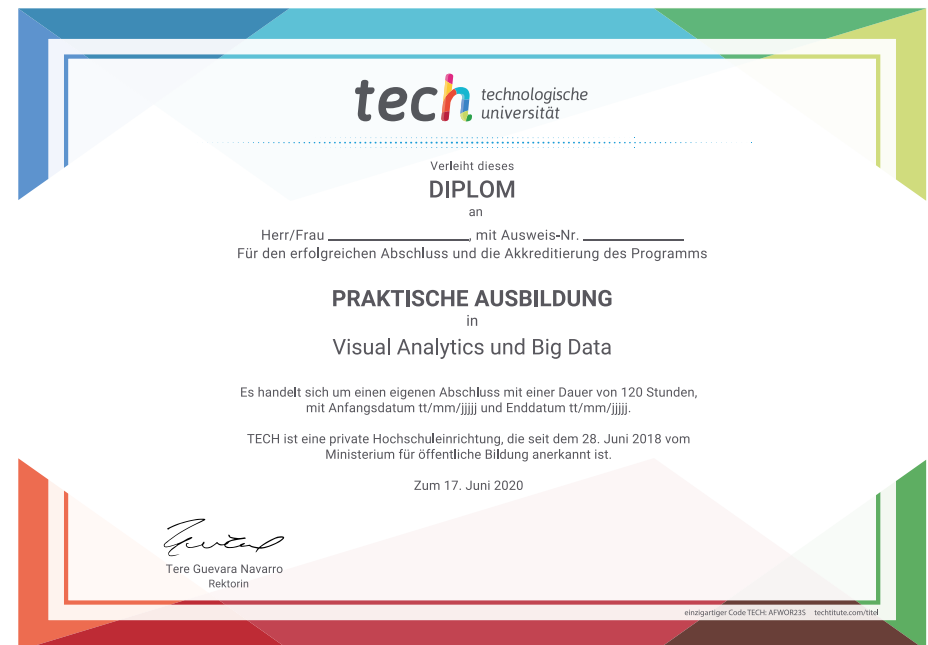 tech technologische
universität
Verleiht dieses
DIPLOM
an
Herr/Frau ________________, mit Ausweis-Nr. ____________
Für den erfolgreichen Abschluss und die Akkreditierung des Programms
PRAKTISCHE AUSBILDUNG
in
Visual Analytics und Big Data
Es handelt sich um einen eigenen Abschluss mit einer Dauer von 120 Stunden,
mit Anfangsdatum tt/mm/jjjjj und Enddatum tt/mm/jjjjj.
TECH ist eine private Hochschuleinrichtung, die seit dem 28. Juni 2018 vom
Ministerium für öffentliche Bildung anerkannt ist.
Zum 17. Juni 2020
Tere Guevara Navarro
Rektorin
einzigartiger Code TECH: AFWOR23S techtitute.com/titel